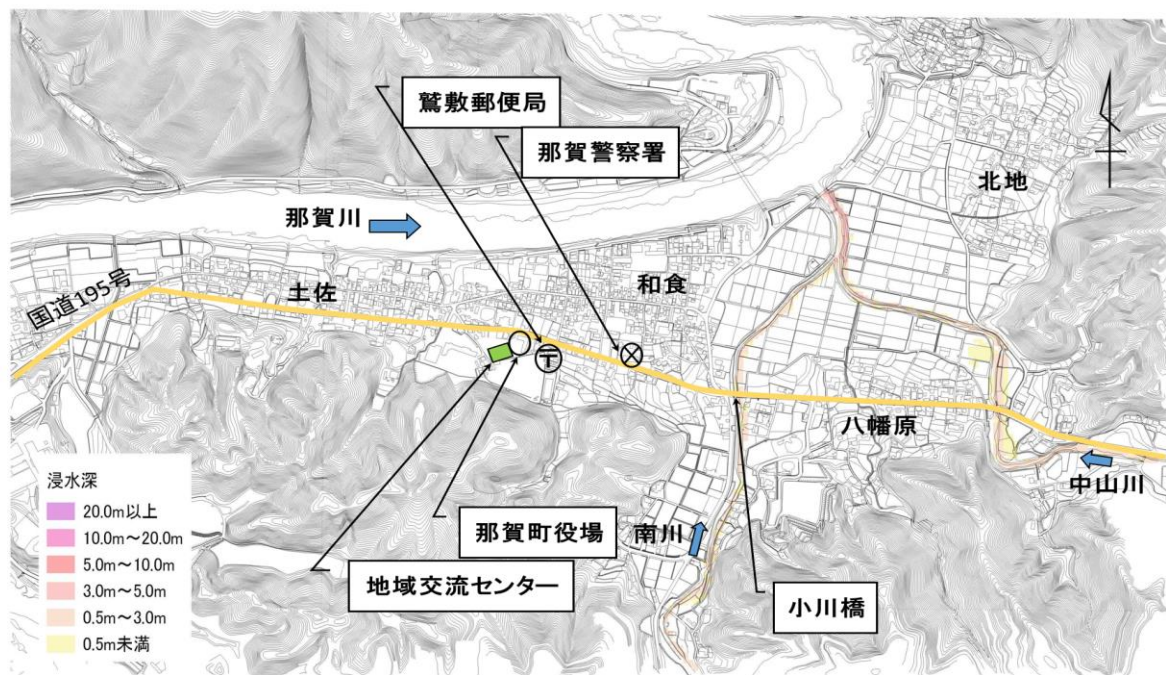 鷲敷郵便局
那賀警察署
北地
那賀川
国道195号
土佐
和食
八幡原
中山川
浸水深
20.0m以上
10.0m～20.0m
5.0m～10.0m
3.0m～5.0m
0.5m～3.0m
0.5m未満
那賀町役場
南川
地域交流センター
小川橋